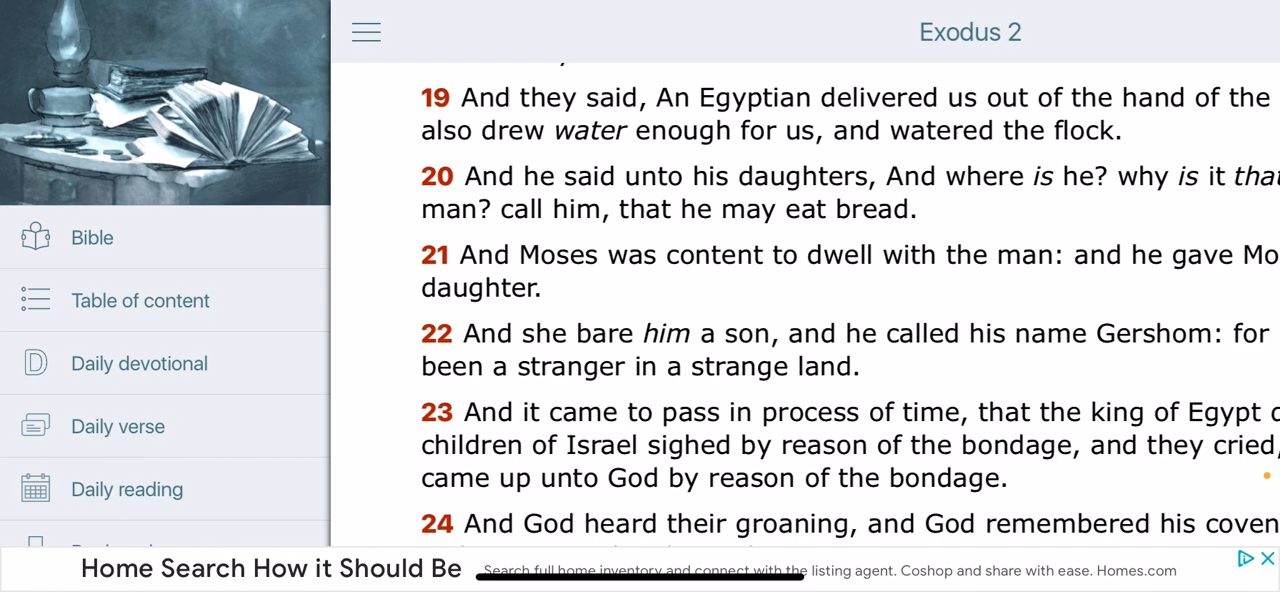 Exodus 2
19 And they said, An Egyptian delivered us out of the hand of the
also drew water enough for us, and watered the flock.
20 And he said unto his daughters, And where is he? why is it that
man? call him, that he may eat bread.
21 And Moses was content to dwell with the man: and he gave Mo
daughter.
22 And she bare him a son, and he called his name Gershom: for
been a stranger in a strange land.
23 And it came to pass in process of time, that the king of Egypt
children of Israel sighed by reason of the bondage, and they cried,
came up unto God by reason of the bondage.
24 And God heard their groaning, and God remembered his coven
Bible
Table of content
Daily devotional
Daily verse
Daily reading
Home Search How it Should Be
Search full home inventory and connect with the listing agent. Coshop and share with ease. Homes.com